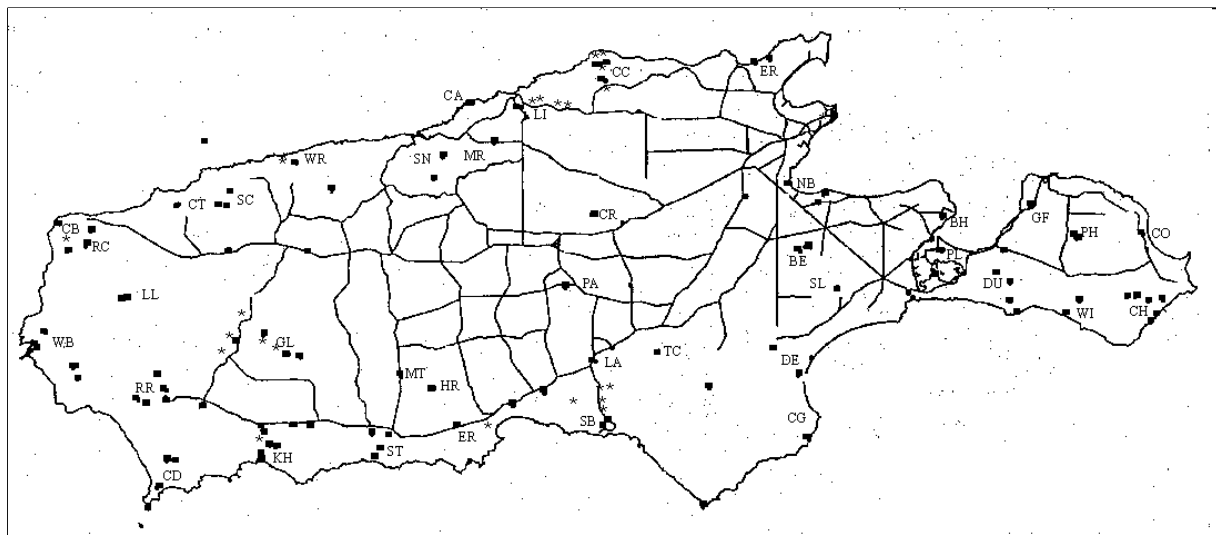 CC
ER
CA
LI
WR
SN
MR
CT
SC
NB
CB
RC
CR
BH
GF
PH
CO
BE
PL
LL
PA
SL
DU
WI
CH
WB
GL
LA
TC
DE
RR
MT
HR
SB
CG
KH
ST
ER
CD